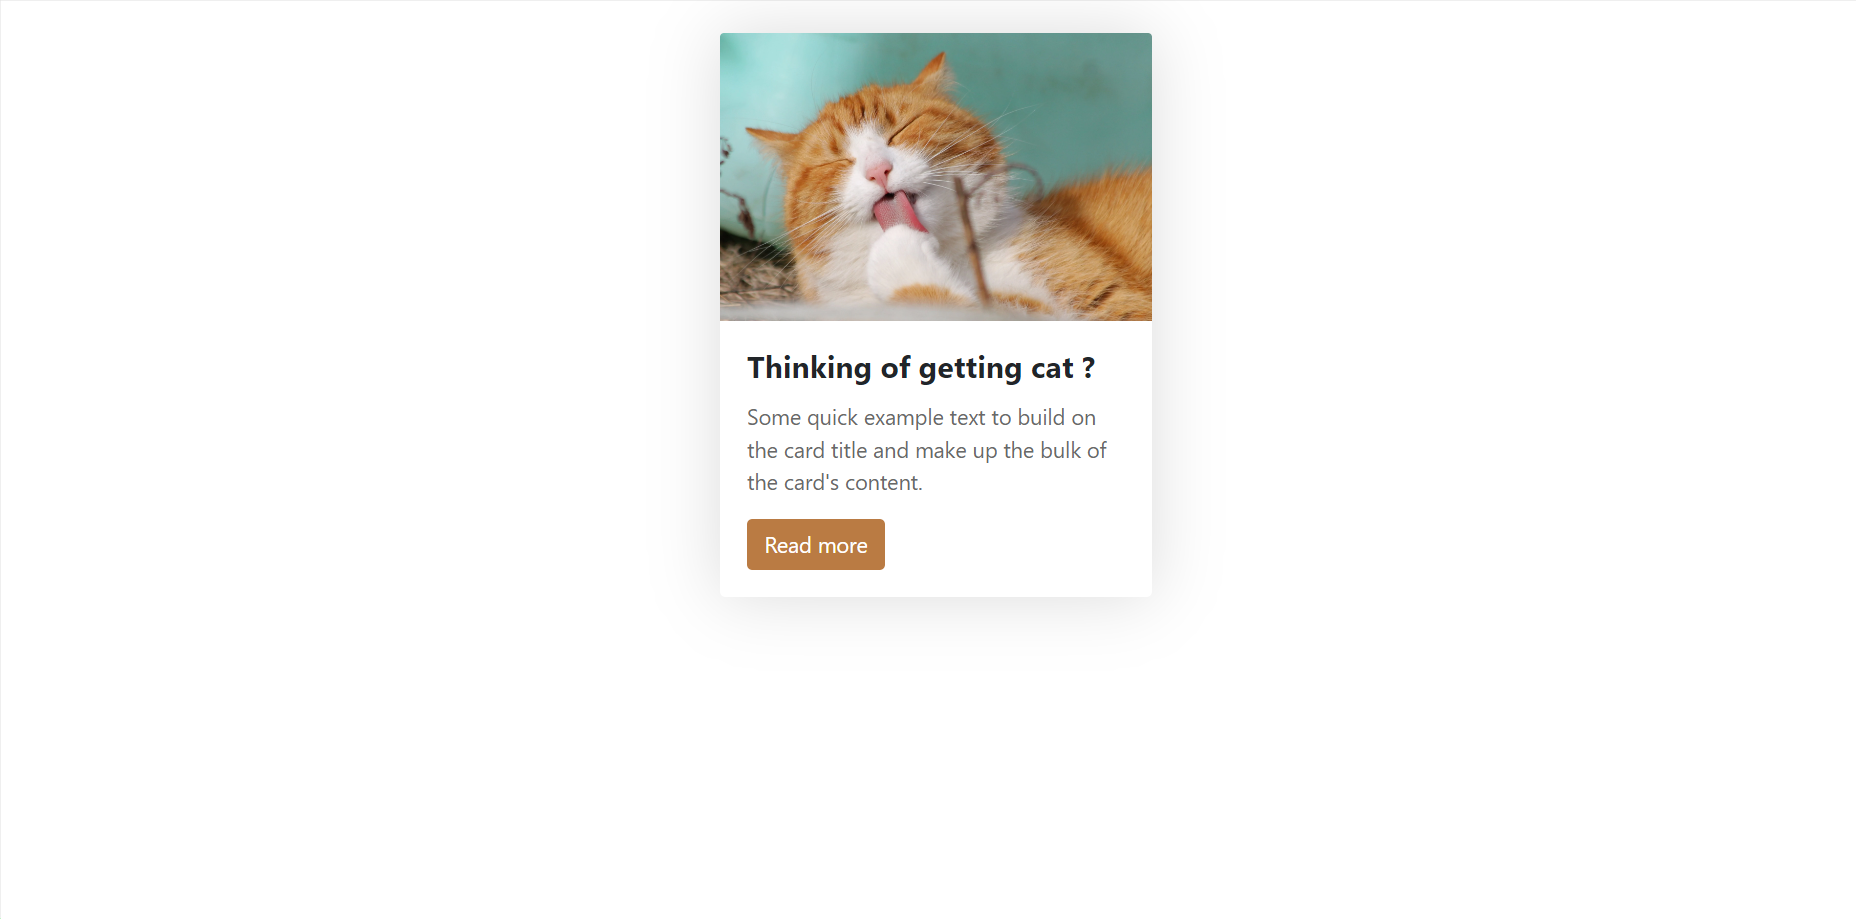 Thinking of getting cat ?
Some quick example text to build on
the card title and make up the bulk of
the card's content.
Read more